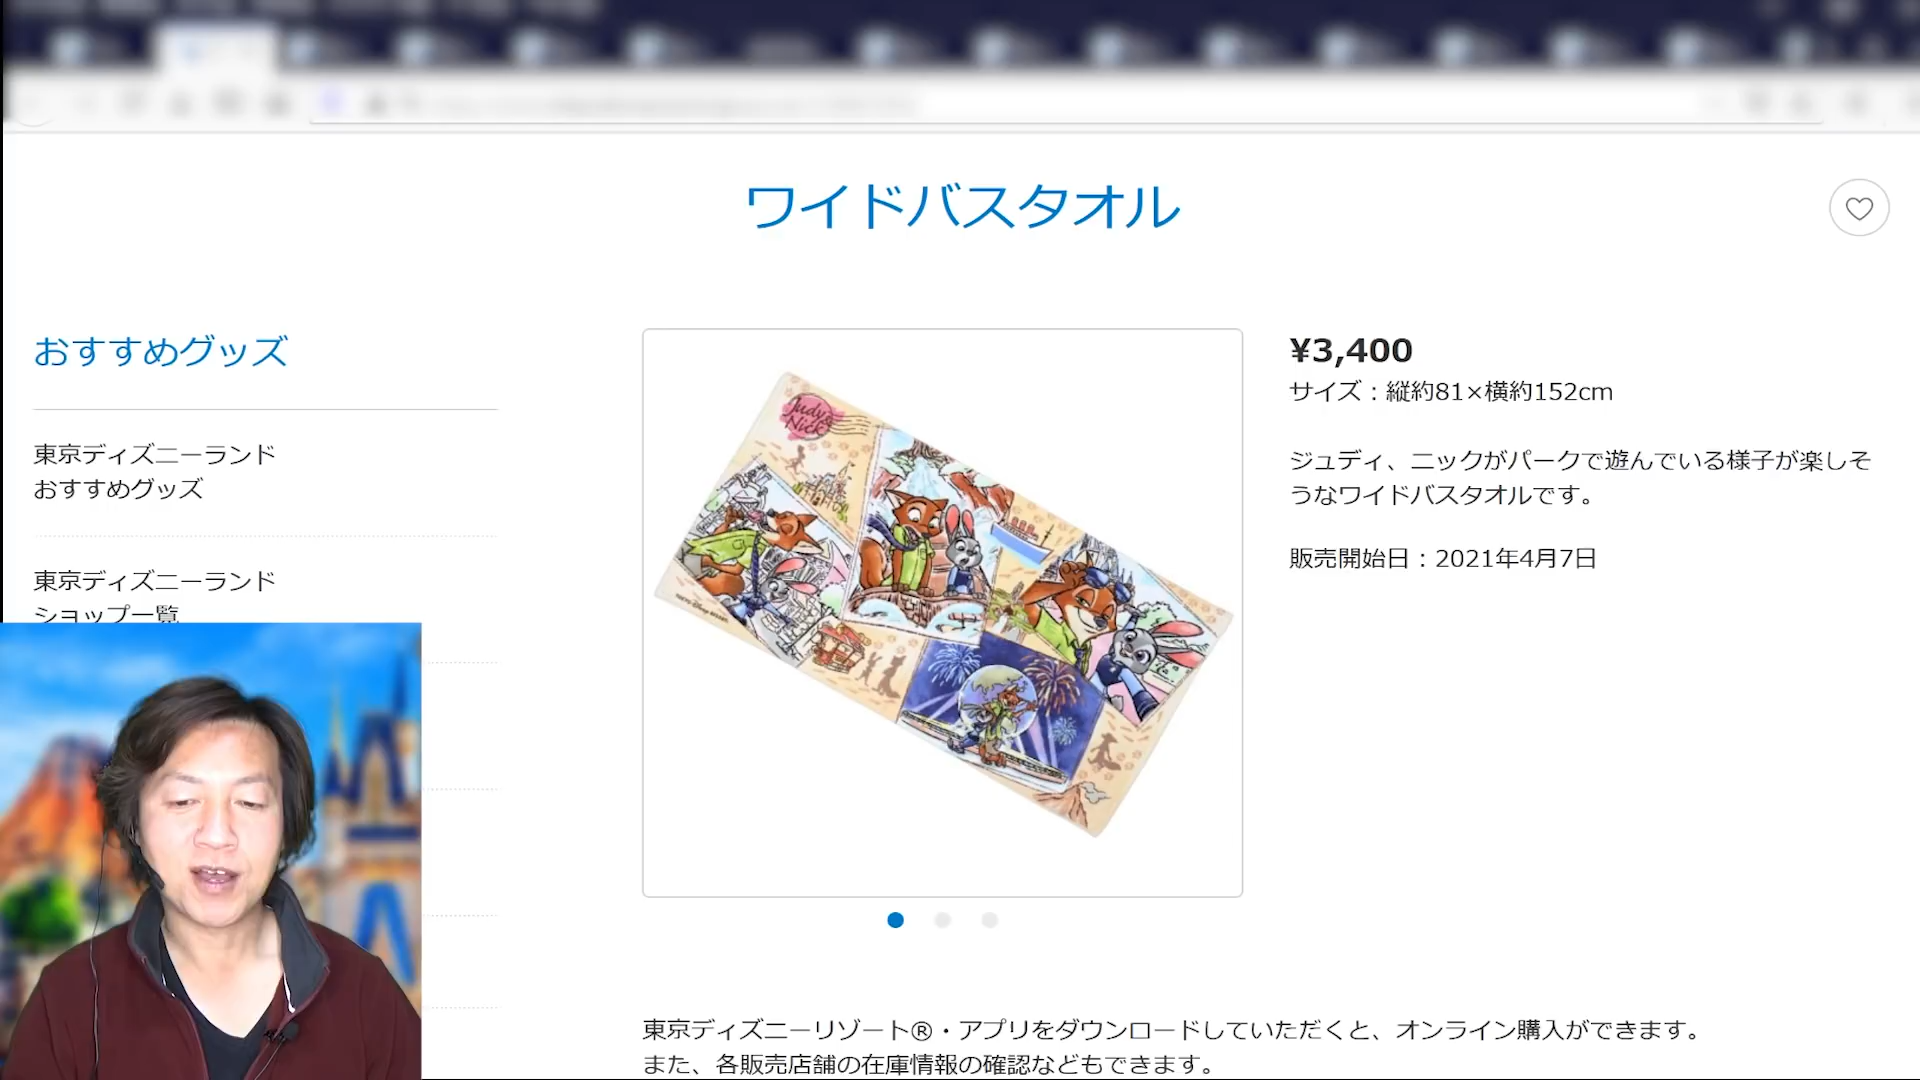 ワイドバスタオル
おすすめグッズ
東京ディズニーランド
おすすめグッズ
東京ディズニーランド
ショップ一覧
Judy &
Nick
¥3,400
サイズ：縦約81×横約152cm
ジュディ、ニックがパークで遊んでいる様子が楽しそ
うなワイドバスタオルです。
販売開始日：2021年4月7日
東京ディズニーリゾート®・アプリをダウンロードしていただくと、オンライン購入ができます。
また、各販売店舗の在庫情報の確認などもできます。